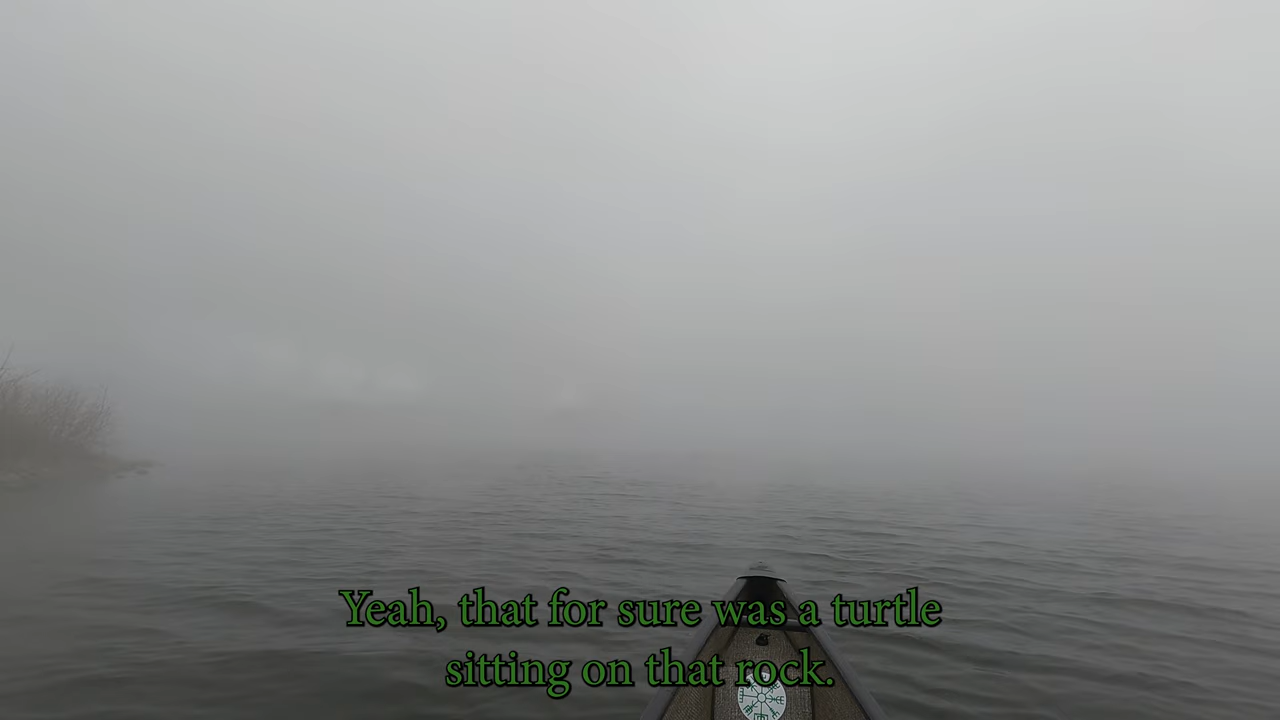 Yeah, that for sure was a turtle
sitting on that rock.